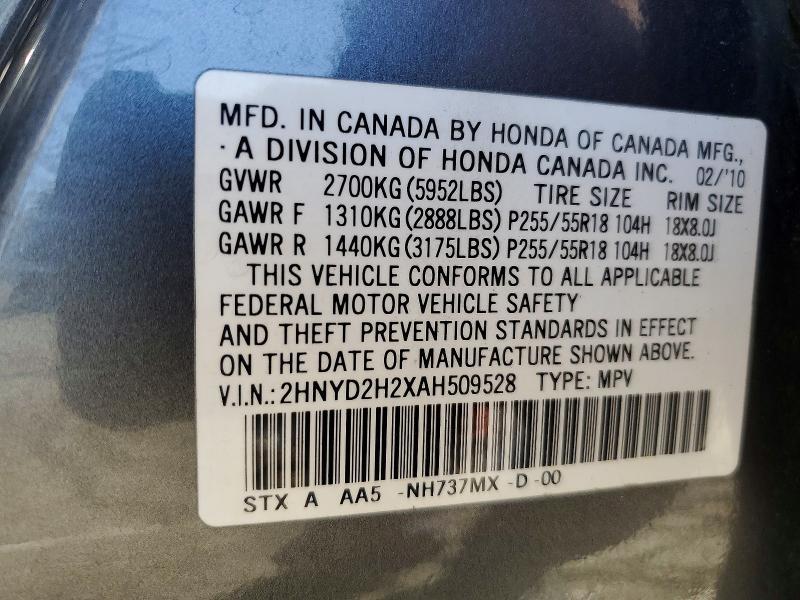 MFD. IN CANADA BY HONDA OF CANADA MFG.,
· A DIVISION OF HONDA CANADA INC. 02/'10
GVWR 2700KG (5952LBS) TIRE SIZE RIM SIZE
GAWR F 1310KG (2888LBS) P255/55R18 104H 18X8.0J
GAWR R 1440KG (3175LBS) P255/55R18 104H 18X8.0J
THIS VEHICLE CONFORMS TO ALL APPLICABLE
FEDERAL MOTOR VEHICLE SAFETY
AND THEFT PREVENTION STANDARDS IN EFFECT
ON THE DATE OF MANUFACTURE SHOWN ABOVE.
V.I.N.: 2HNYD2H2XAH509528 TYPE: MPV
STX A AA5 -NH737MX -D -00